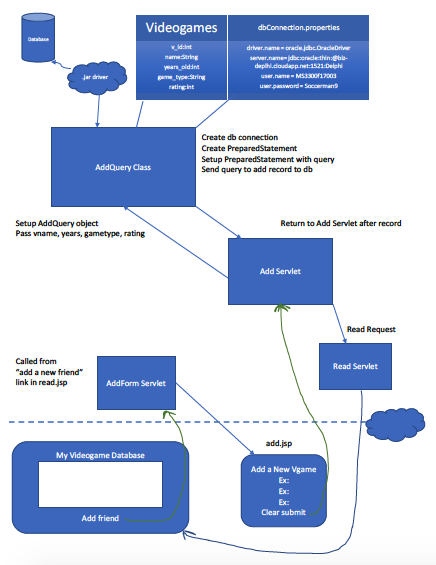 Database
.jar driver
Videogames
v_id:int
name:String
years_old:int
game_type:String
rating:int
dbConnection.properties
driver.name = oracle.jdbc.OracleDriver
server.name= jdbc:oracle:thin:@biz-
deplhi.cloudapp.net:1521:Delphi
user.name = MS3300f17003
user.password = Soccerman9
AddQuery Class
Create db connection
Create PreparedStatement
Setup PreparedStatement with query
Send query to add record to db
Setup AddQuery object
Pass vname, years, gametype, rating
Return to Add Servlet after record
Add Servlet
Read Request
Read Servlet
Called from
"add a new friend"
link in read.jsp
AddForm Servlet
add.jsp
My Videogame Database
Add friend
Add a New Vgame
Ex:
Ex:
Ex:
Clear submit